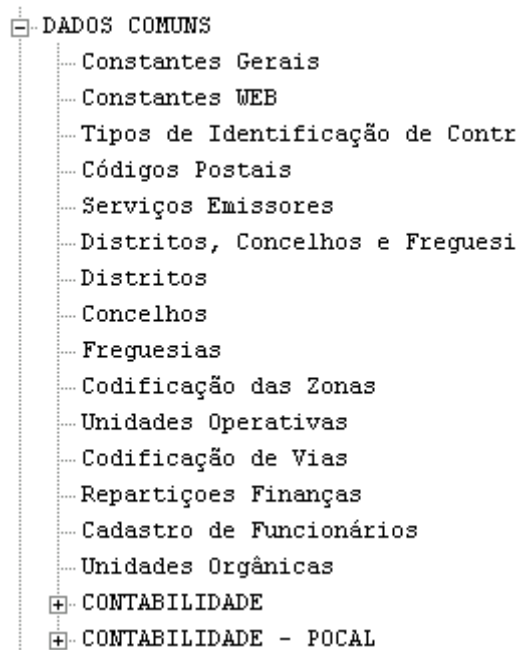 DADOS COMUNS
Constantes Gerais
Constantes WEB
Tipos de Identificação de Contr
Códigos Postais
Serviços Emissores
Distritos, Concelhos e Freguesi
Distritos
Concelhos
Freguesias
Codificação das Zonas
Unidades Operativas
Codificação de Vias
Repartiçoes Finanças
Cadastro de Funcionários
Unidades Orgânicas
CONTABILIDADE
CONTABILIDADE - POCAL